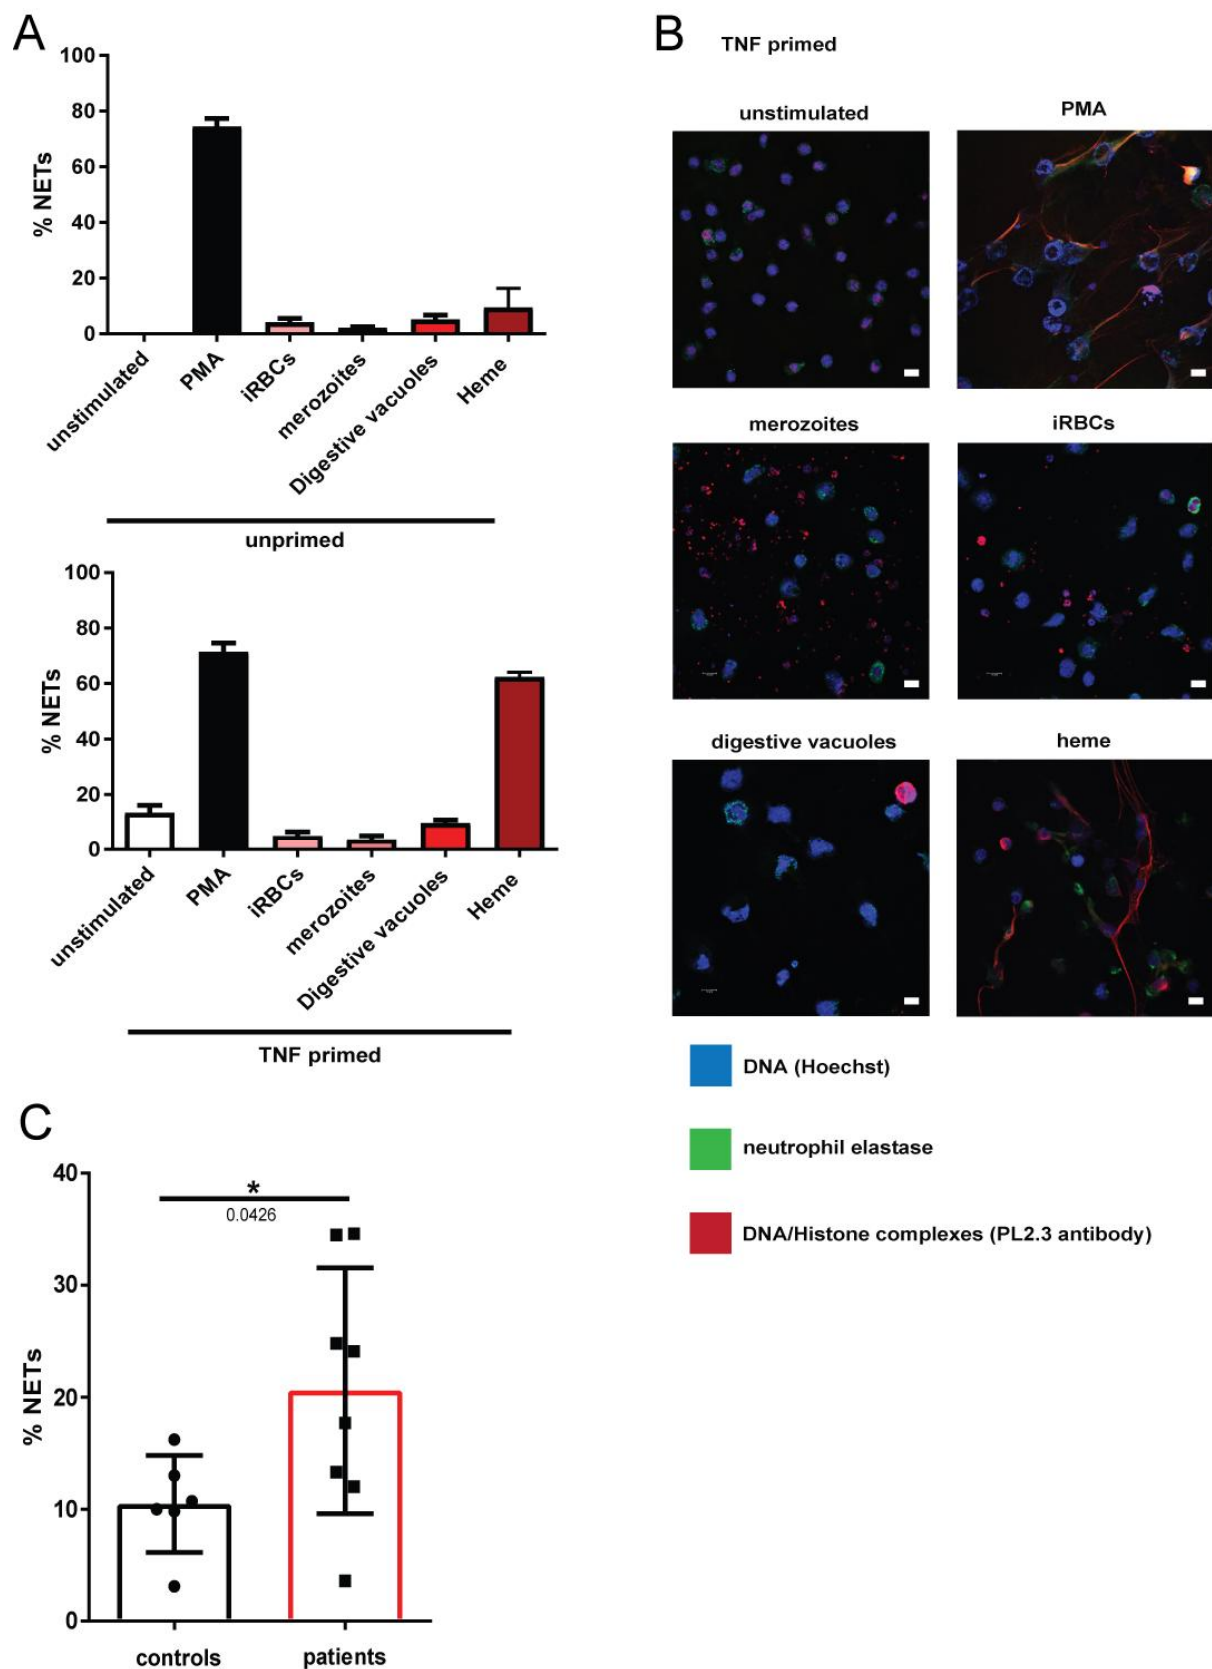 A
100
80
60
40
20
0
% NETs
unstimulated
PMA
iRBCs
merozoites
Digestive vacuoles
Heme
unprimed
100
80
60
40
20
0
% NETs
unstimulated
PMA
iRBCs
merozoites
Digestive vacuoles
Heme
TNF primed
B
TNF primed
unstimulated
PMA
merozoites
iRBCs
digestive vacuoles
heme
DNA (Hoechst)
neutrophil elastase
DNA/Histone complexes (PL2.3 antibody)
C
40
30
20
10
0
% NETs
*
0.0426
controls
patients